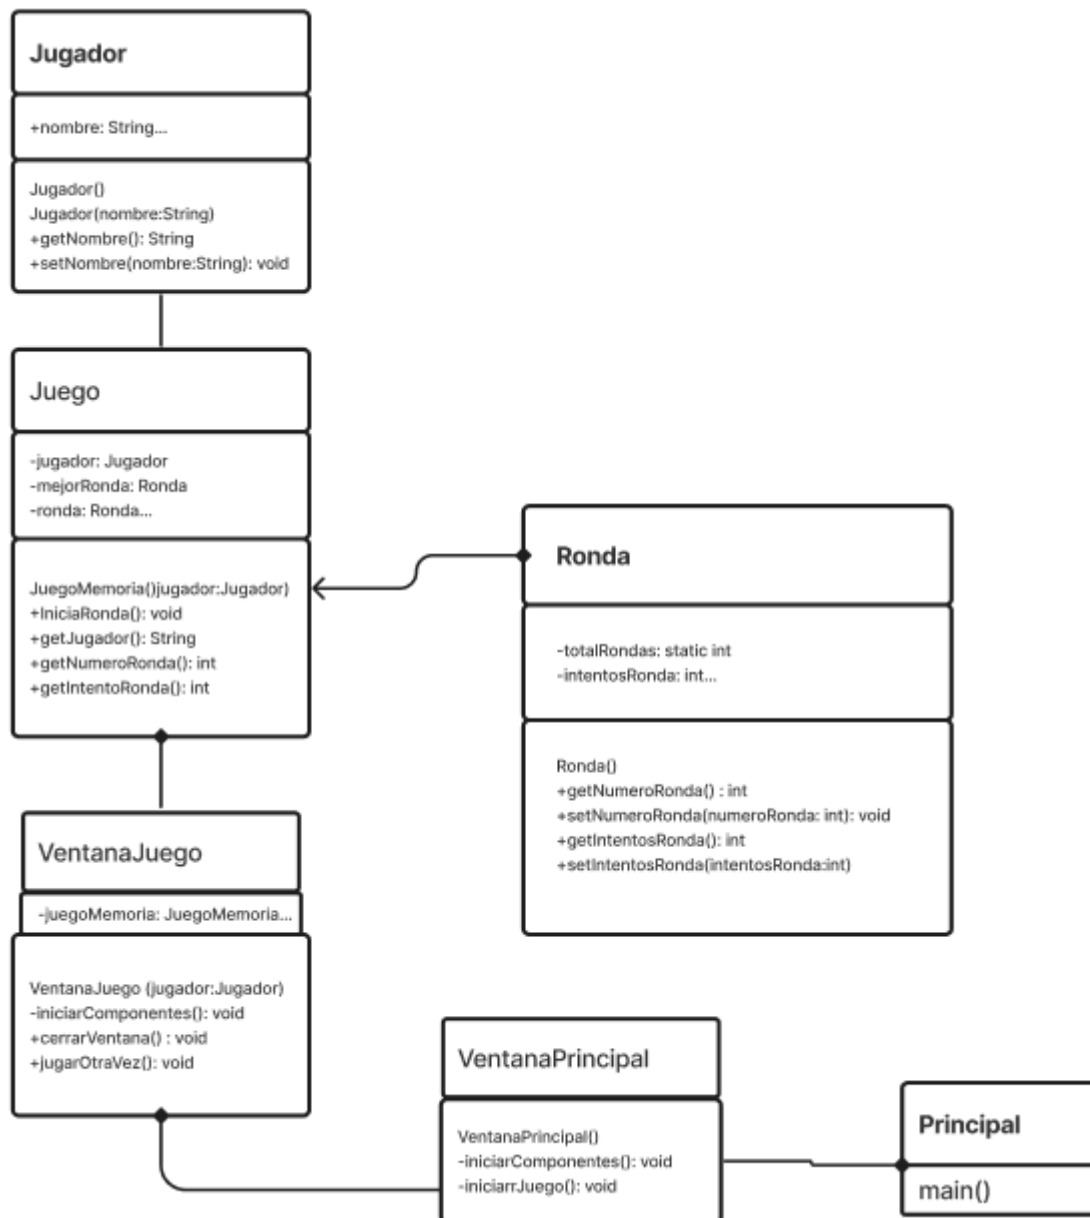 Jugador
+nombre: String...
Jugador()
Jugador(nombre:String)
+getNombre(): String
+setNombre(nombre:String): void
Juego
-jugador: Jugador
-mejorRonda: Ronda
-ronda: Ronda...
JuegoMemoria()jugador:Jugador)
+IniciaRonda(): void
+getJugador(): String
+getNumeroRonda(): int
+getIntentoRonda(): int
Ronda
-totalRondas: static int
-intentosRonda: int...
Ronda()
+getNumeroRonda() : int
+setNumeroRonda(numeroRonda: int): void
+getIntentosRonda(): int
+setIntentosRonda(intentosRonda:int)
VentanaJuego
-juegoMemoria: JuegoMemoria...
VentanaJuego (jugador:Jugador)
-iniciarComponentes(): void
+cerrarVentana() : void
+jugarOtraVez(): void
VentanaPrincipal
VentanaPrincipal()
-iniciarComponentes(): void
-iniciarrJuego(): void
Principal
main()